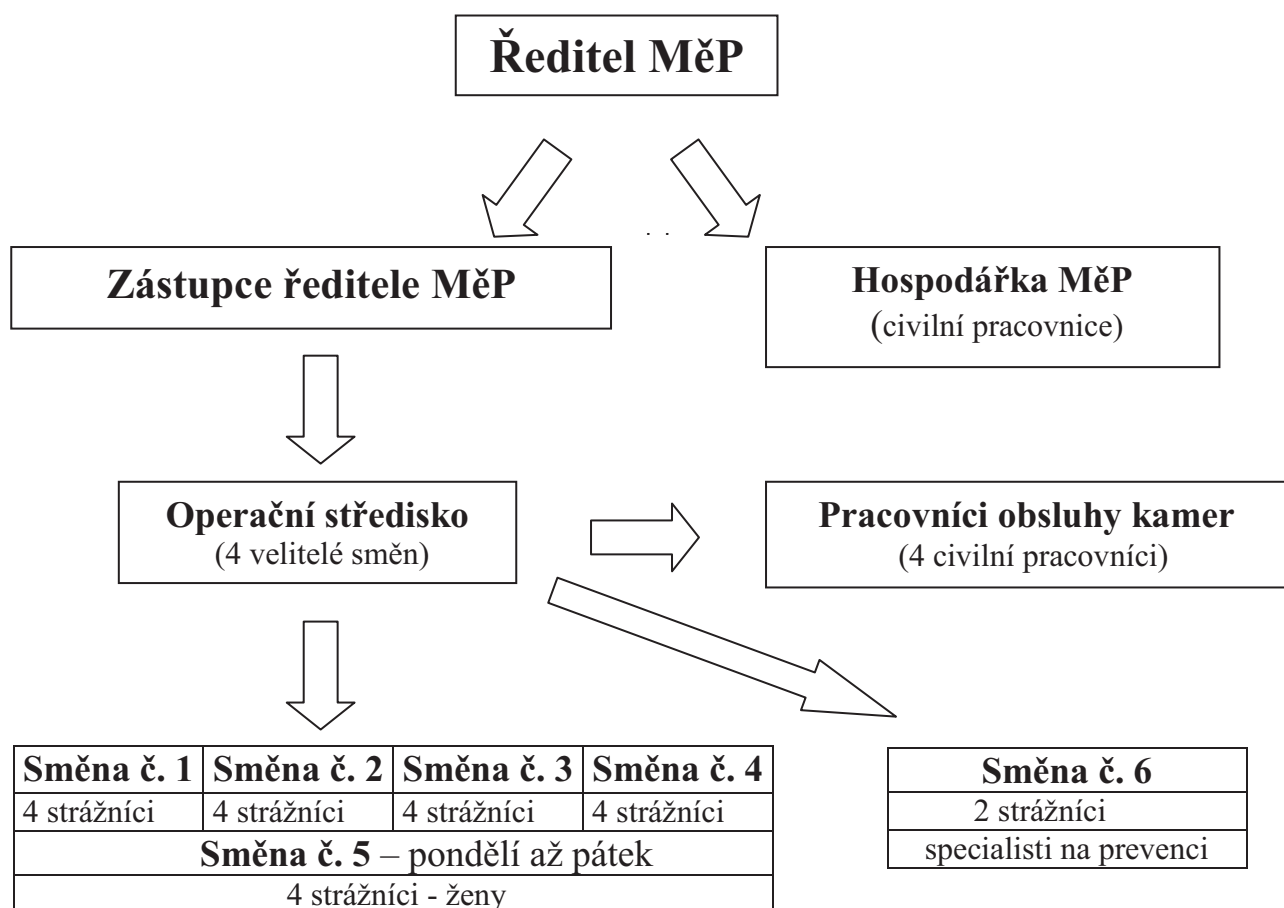 Ředitel MěP
Zástupce ředitele MěP
Hospodářka MěP
(civilní pracovnice)
Operační středisko
(4 velitelé směn)
Pracovníci obsluhy kamer
(4 civilní pracovníci)
Směna č. 1 Směna č. 2 Směna č. 3 Směna č. 4
4 strážníci 4 strážníci 4 strážníci 4 strážníci
Směna č. 5 – pondělí až pátek
4 strážníci - ženy
Směna č. 6
2 strážníci
specialisti na prevenci